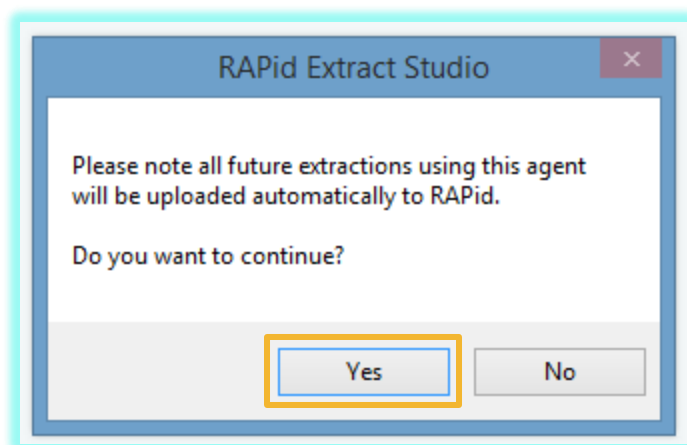 RAPid Extract Studio
Please note all future extractions using this agent
will be uploaded automatically to RAPid.
Do you want to continue?
Yes
No